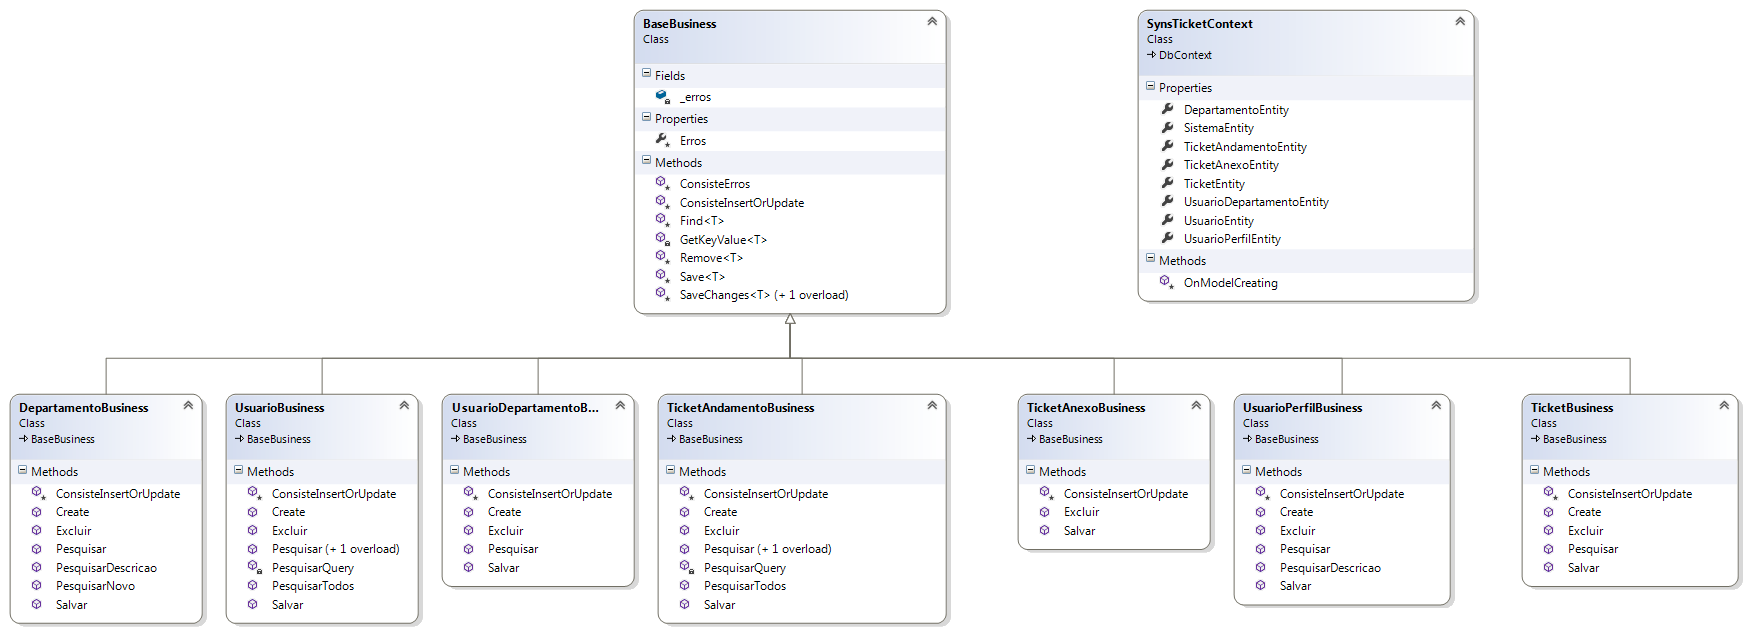 BaseBusiness
Class
Fields
_erros
Properties
Erros
Methods
ConsisteErros
ConsisteInsertOrUpdate
Find<T>
GetKeyValue<T>
Remove<T>
Save<T>
SaveChanges<T> (+ 1 overload)
SynsTicketContext
Class
DbContext
Properties
DepartamentoEntity
SistemaEntity
TicketAndamentoEntity
TicketAnexoEntity
TicketEntity
UsuarioDepartamentoEntity
UsuarioEntity
UsuarioPerfilEntity
Methods
OnModelCreating
DepartamentoBusiness
Class
BaseBusiness
Methods
ConsisteInsertOrUpdate
Create
Excluir
Pesquisar
PesquisarDescricao
PesquisarNovo
Salvar
UsuarioBusiness
Class
BaseBusiness
Methods
ConsisteInsertOrUpdate
Create
Excluir
Pesquisar (+ 1 overload)
PesquisarQuery
PesquisarTodos
Salvar
UsuarioDepartamentoB...
Class
BaseBusiness
Methods
ConsisteInsertOrUpdate
Create
Excluir
Pesquisar
Salvar
TicketAndamentoBusiness
Class
BaseBusiness
Methods
ConsisteInsertOrUpdate
Create
Excluir
Pesquisar (+ 1 overload)
PesquisarQuery
PesquisarTodos
Salvar
TicketAnexoBusiness
Class
BaseBusiness
Methods
ConsisteInsertOrUpdate
Excluir
Salvar
UsuarioPerfilBusiness
Class
BaseBusiness
Methods
ConsisteInsertOrUpdate
Create
Excluir
Pesquisar
PesquisarDescricao
Salvar
TicketBusiness
Class
BaseBusiness
Methods
ConsisteInsertOrUpdate
Create
Excluir
Pesquisar
Salvar